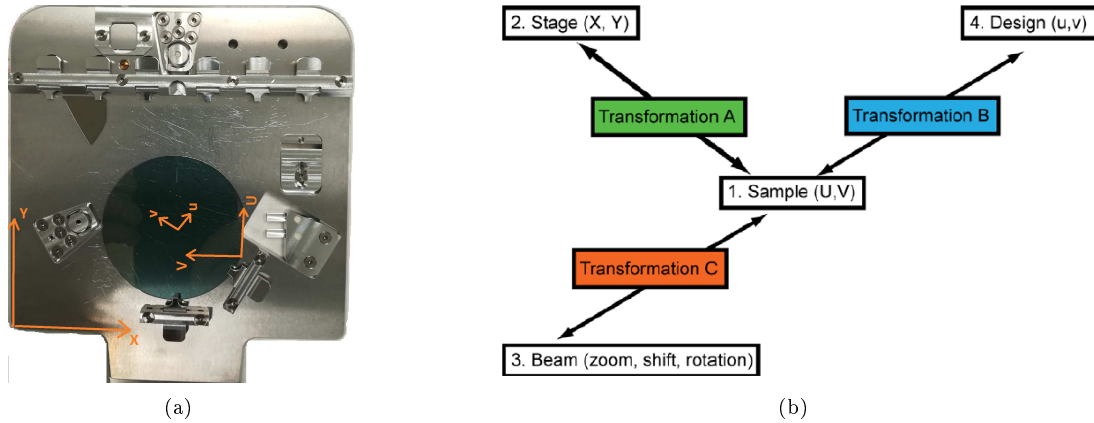 Y
X
v
u
U
V
(a)
2. Stage (X, Y)
4. Design (u,v)
Transformation A
Transformation B
1. Sample (U,V)
Transformation C
3. Beam (zoom, shift, rotation)
(b)